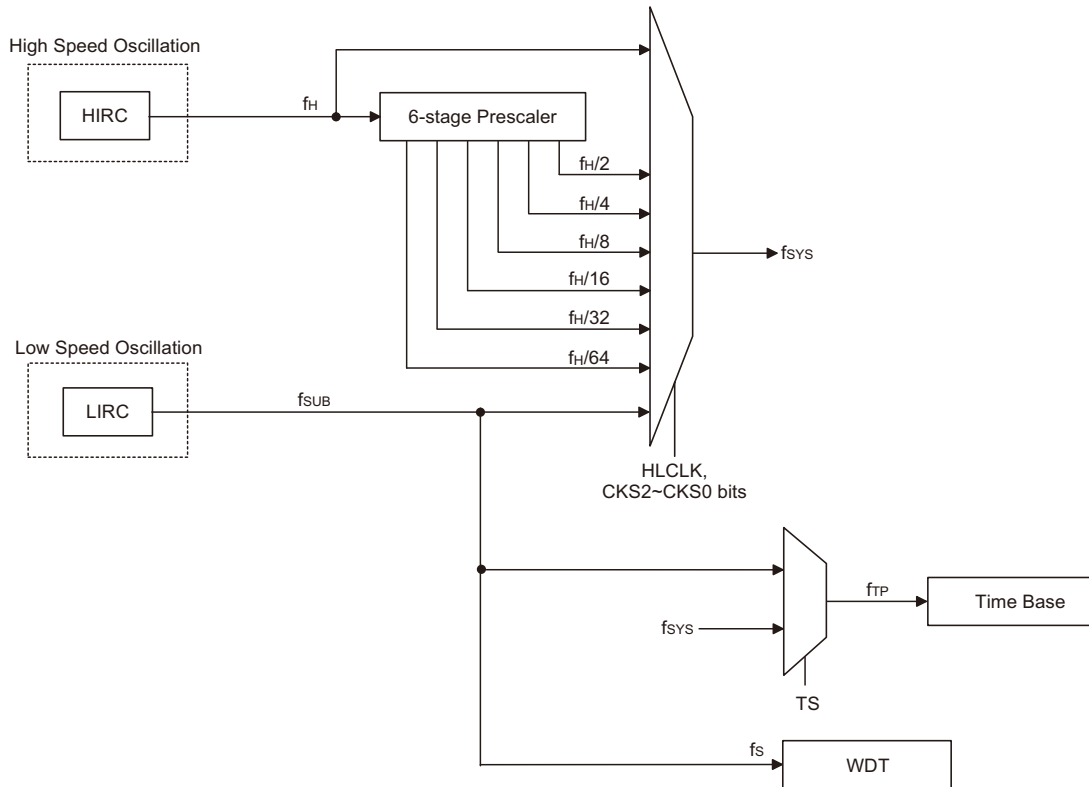 High Speed Oscillation
HIRC
fH
6-stage Prescaler
fH/2
fH/4
fH/8
fH/16
fH/32
fH/64
fSYS
Low Speed Oscillation
LIRC
fSUB
HLCLK,
CKS2~CKS0 bits
fTP
Time Base
fSYS
TS
fS
WDT